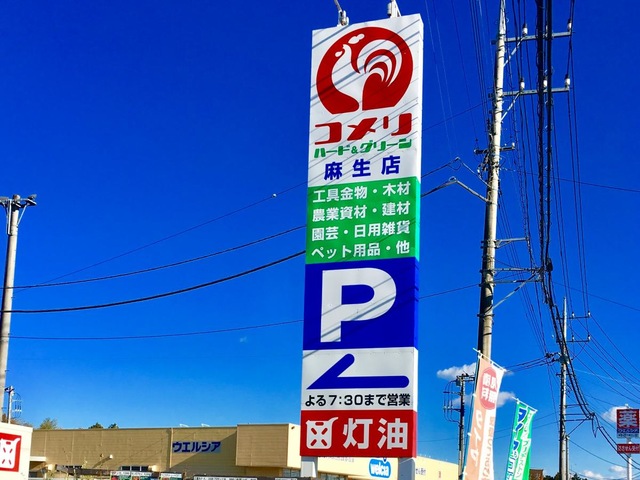 コメリ
ハード&グリーン
麻生店
工具金物・木材
農業資材・建材
園芸・日用雑貨
ペット用品・他
P
よる7:30まで営業
灯油
ウエルシア
welcia
薬